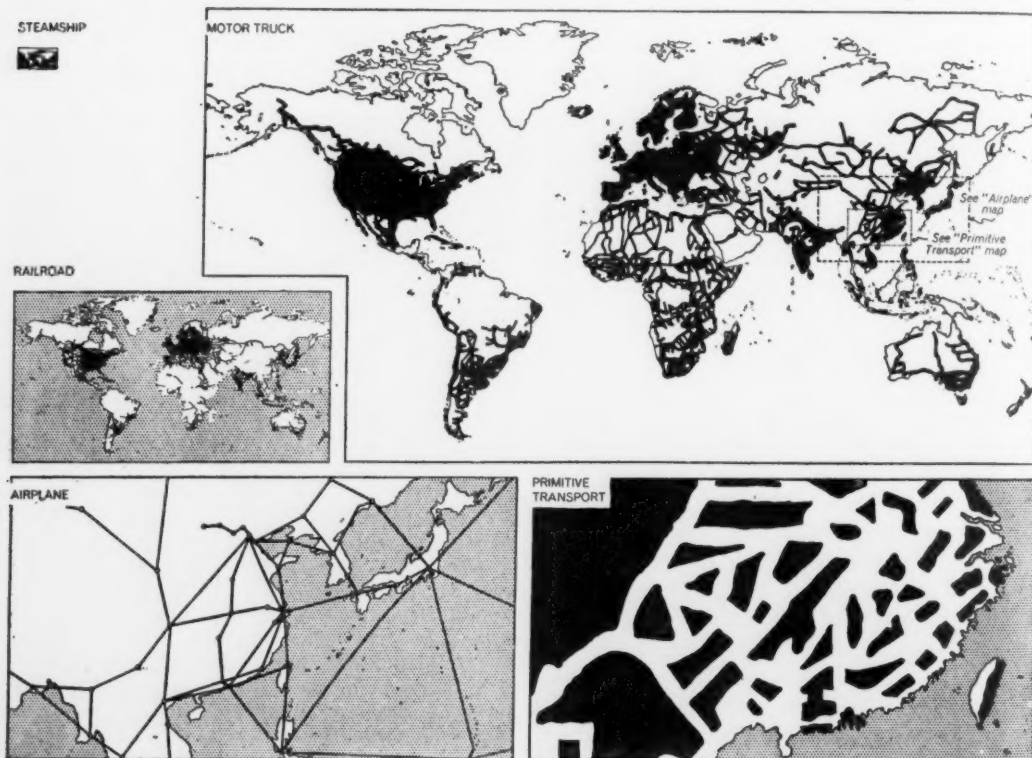 STEAMSHIP
MOTOR TRUCK
See "Airplane"
map
See "Primitive
Transport" map
RAILROAD
AIRPLANE
PRIMITIVE
TRANSPORT